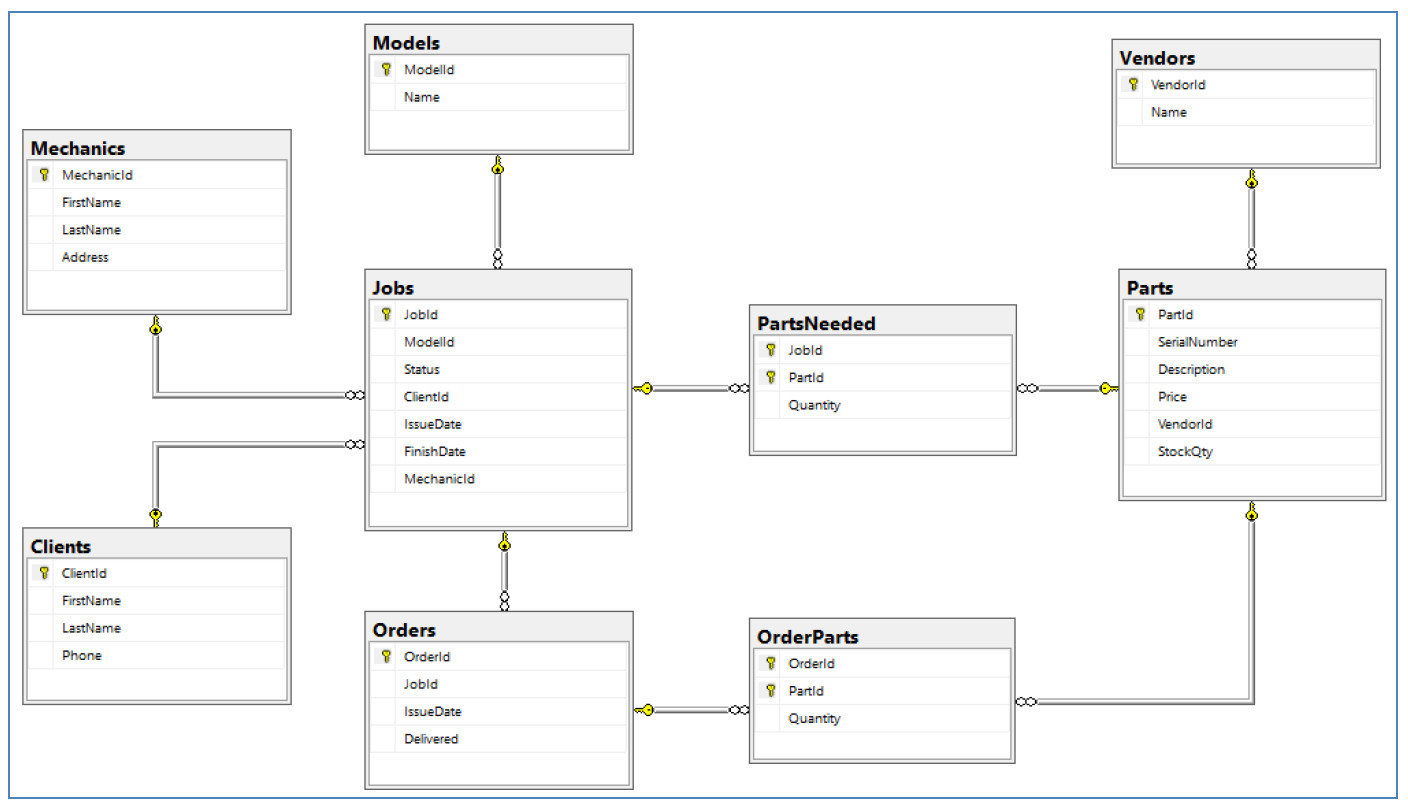 Models
ModelId
Name
Vendors
VendorId
Name
Mechanics
MechanicId
FirstName
LastName
Address
Jobs
JobId
ModelId
Status
ClientId
IssueDate
FinishDate
MechanicId
PartsNeeded
JobId
PartId
Quantity
Parts
PartId
SerialNumber
Description
Price
VendorId
StockQty
Clients
ClientId
FirstName
LastName
Phone
Orders
OrderId
JobId
IssueDate
Delivered
OrderParts
OrderId
PartId
Quantity